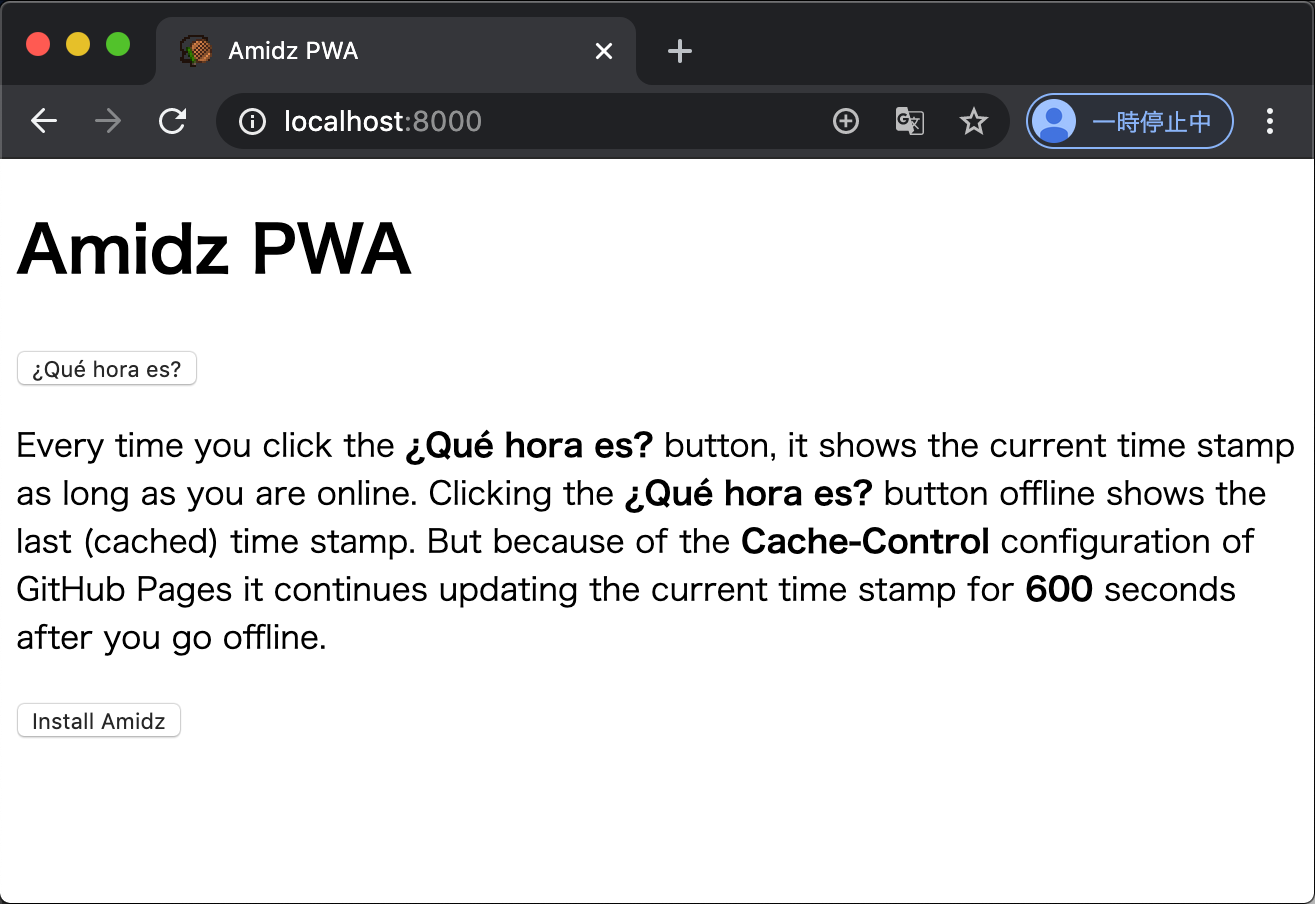 Amidz PWA
localhost:8000
一時停止中
Amidz PWA
¿Qué hora es?
Every time you click the ¿Qué hora es? button, it shows the current time stamp
as long as you are online. Clicking the ¿Qué hora es? button offline shows the
last (cached) time stamp. But because of the Cache-Control configuration of
GitHub Pages it continues updating the current time stamp for 600 seconds
after you go offline.
Install Amidz